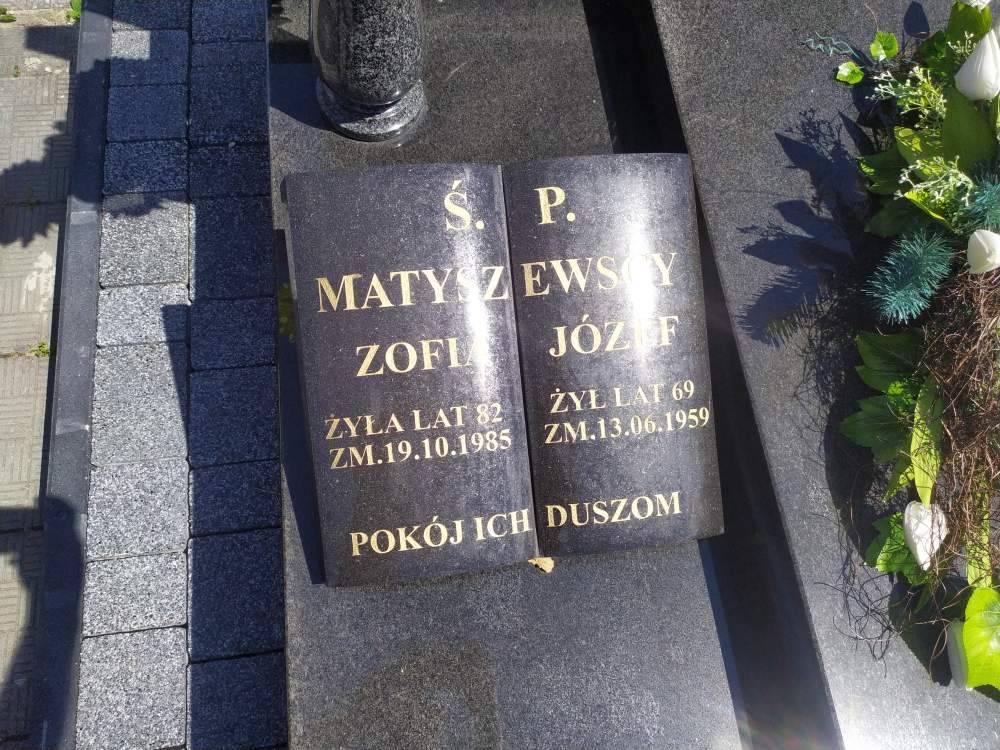 Ś. P.
MATYSZEWSCY
ZOFIA JÓZEF
ŻYŁA LAT 82 ŻYŁ LAT 69
ZM.19.10.1985 ZM.13.06.1959
POKÓJ ICH DUSZOM